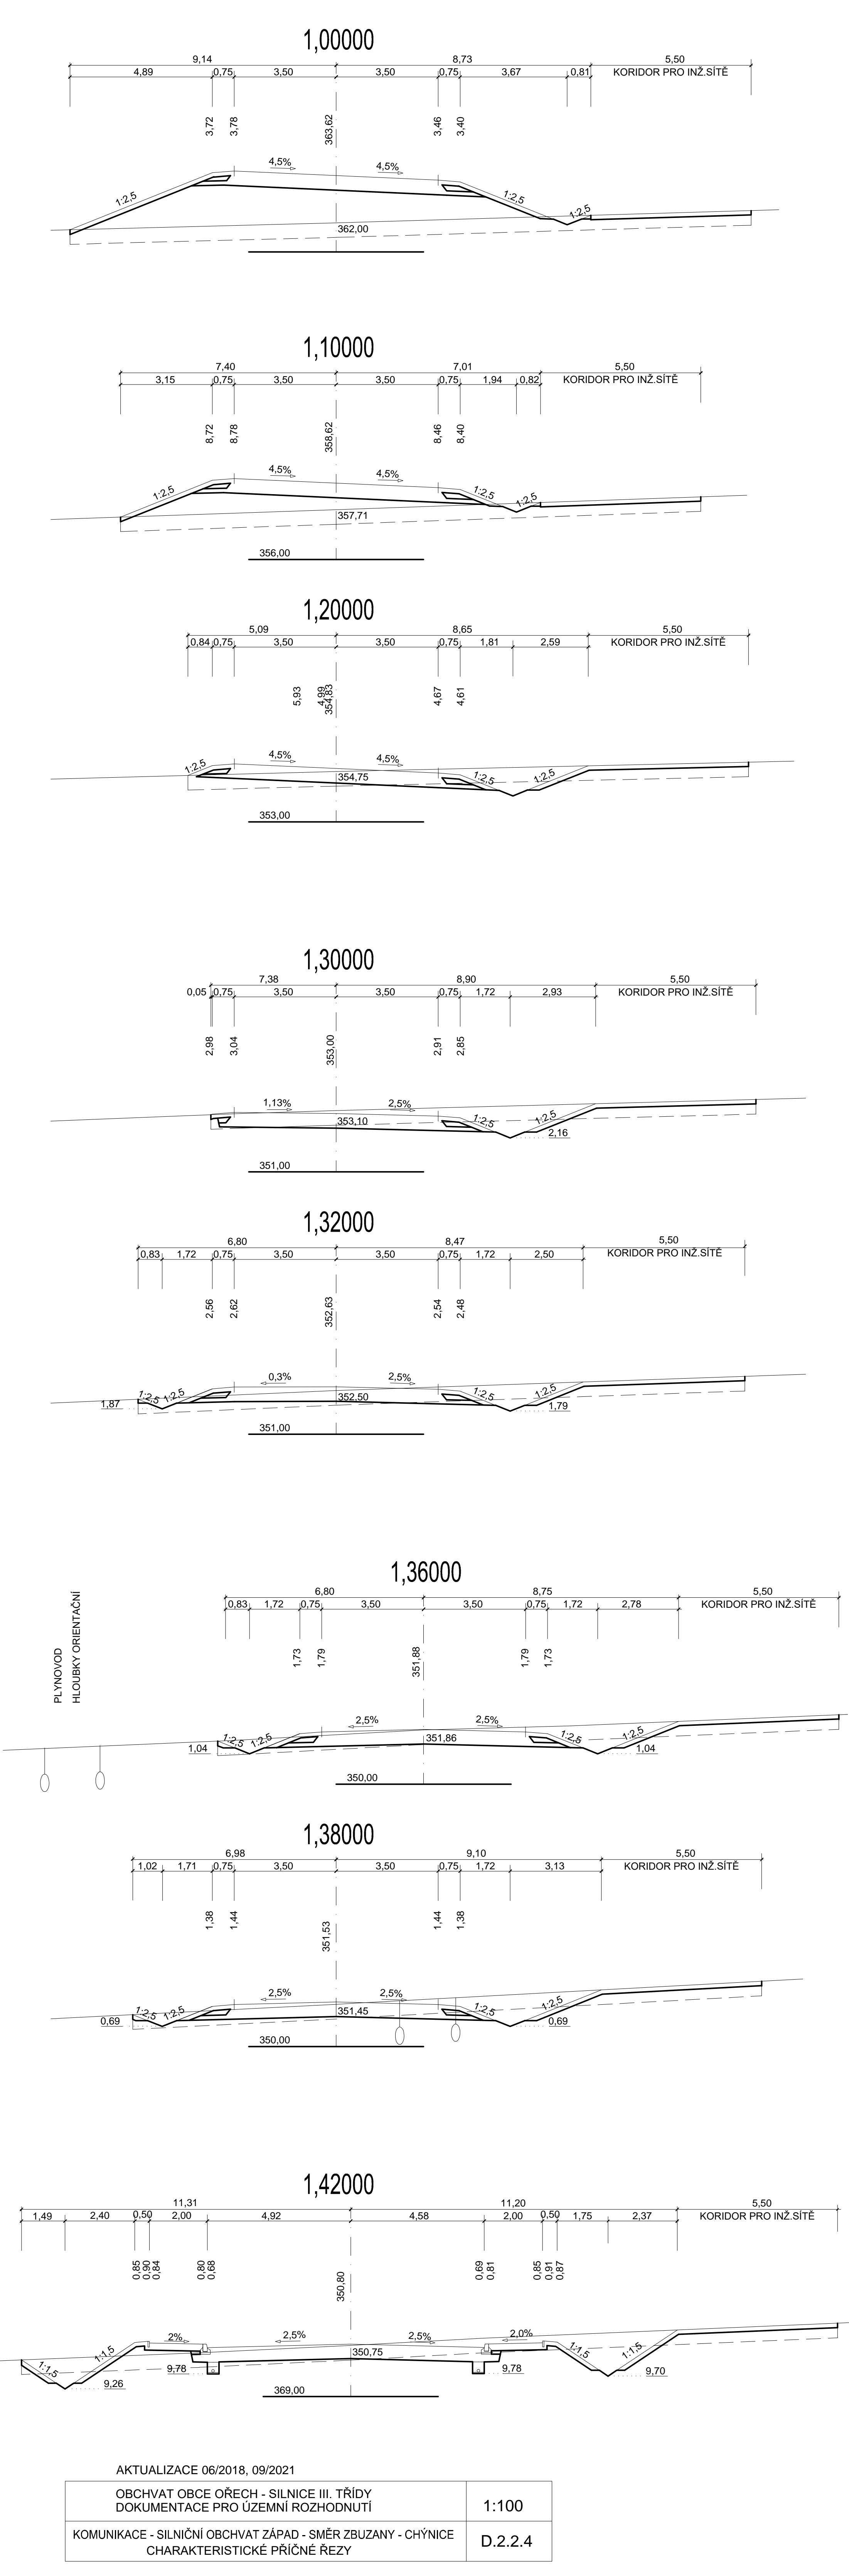 1,00000
9,14 8,73 5,50
4,89 0,75 3,50 3,50 0,75 3,67 0,81 KORIDOR PRO INŽ.SÍTĚ
3,72 3,78 363,62 3,46 3,40
4,5% 4,5%
1:2,5 1:2,5 1:2,5
362,00
1,10000
7,40 7,01 5,50
3,15 0,75 3,50 3,50 0,75 1,94 0,82 KORIDOR PRO INŽ.SÍTĚ
8,72 8,78 358,62 8,46 8,40
4,5% 4,5%
1:2,5 1:2,5 1:2,5
357,71
356,00
1,20000
5,09 8,65 5,50
0,84 0,75 3,50 3,50 0,75 1,81 2,59 KORIDOR PRO INŽ.SÍTĚ
5,93 4,99 354,83 4,67 4,61
4,5% 4,5%
1:2,5 354,75 1:2,5 1:2,5
353,00
1,30000
7,38 8,90 5,50
0,05 0,75 3,50 3,50 0,75 1,72 2,93 KORIDOR PRO INŽ.SÍTĚ
2,98 3,04 353,00 2,91 2,85
1,13% 2,5%
353,10 1:2,5 1:2,5
2,16
351,00
1,32000
6,80 8,47 5,50
0,83 1,72 0,75 3,50 3,50 0,75 1,72 2,50 KORIDOR PRO INŽ.SÍTĚ
2,56 2,62 352,63 2,54 2,48
0,3% 2,5%
1:2,5 1:2,5 352,50 1:2,5 1:2,5
1,87 1,79
351,00
PLYNOVOD
HLOUBKY ORIENTAČNÍ
1,36000
6,80 8,75 5,50
0,83 1,72 0,75 3,50 3,50 0,75 1,72 2,78 KORIDOR PRO INŽ.SÍTĚ
1,73 1,79 351,88 1,79 1,73
2,5% 2,5%
1:2,5 1:2,5 351,86 1:2,5 1:2,5
1,04 1,04
350,00
1,38000
6,98 9,10 5,50
1,02 1,71 0,75 3,50 3,50 0,75 1,72 3,13 KORIDOR PRO INŽ.SÍTĚ
1,38 1,44 351,53 1,44 1,38
2,5% 2,5%
1:2,5 1:2,5 351,45 1:2,5 1:2,5
0,69 0,69
350,00
1,42000
11,31 11,20 5,50
1,49 2,40 0,50 2,00 4,92 4,58 2,00 0,50 1,75 2,37 KORIDOR PRO INŽ.SÍTĚ
0,85 0,90 0,84 0,80 0,68 350,80 0,69 0,81 0,85 0,91 0,87
2% 2,5% 2,5% 2,0%
1:1,5 1:1,5 350,75 1:1,5 1:1,5
9,26 9,78 9,78 9,70
369,00
AKTUALIZACE 06/2018, 09/2021
OBCHVAT OBCE OŘECH - SILNICE III. TŘÍDY
DOKUMENTACE PRO ÚZEMNÍ ROZHODNUTÍ
1:100
KOMUNIKACE - SILNIČNÍ OBCHVAT ZÁPAD - SMĚR ZBUZANY - CHÝNICE
CHARAKTERISTICKÉ PŘÍČNÉ ŘEZY
D.2.2.4